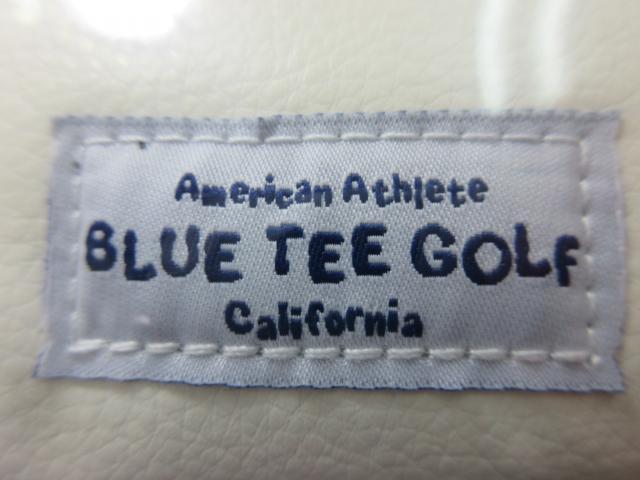 American Athlete
BLUE TEE GOLF
California